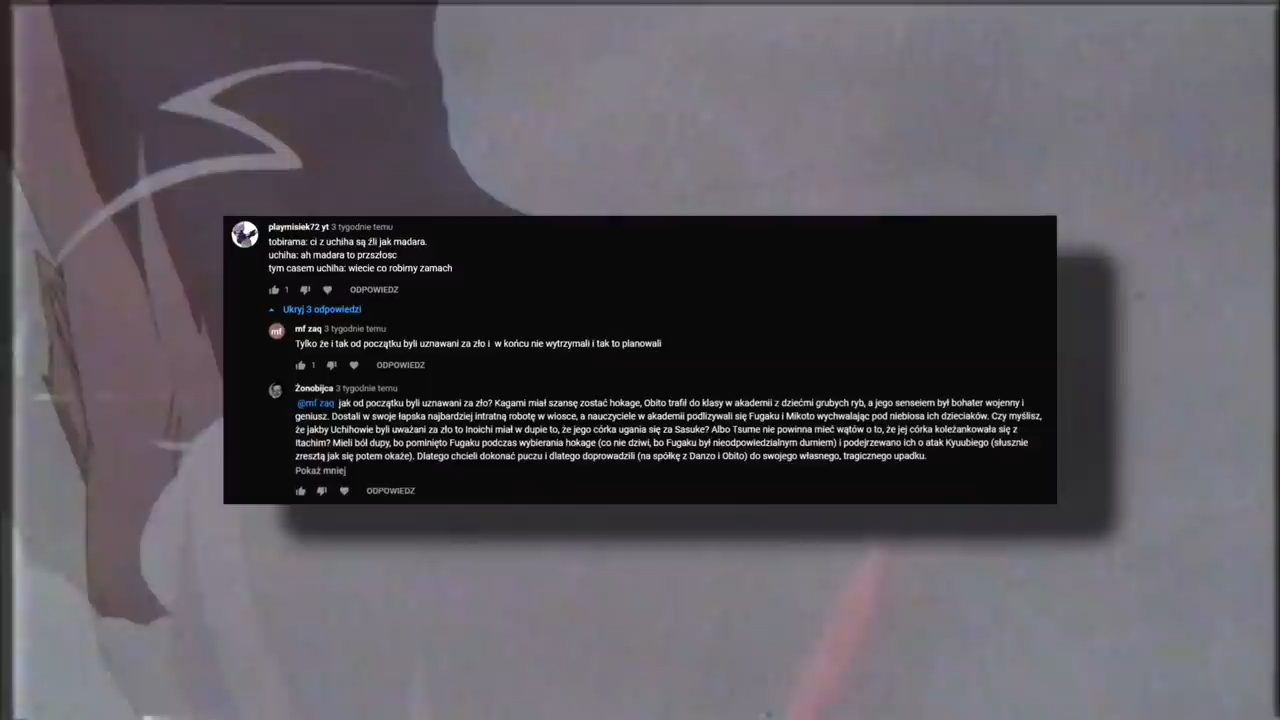 playmisiek72 yt 3 tygodnie temu
tobirama: ci z uchiha są źli jak madara.
uchiha: ah madara to przszłosc
tym casem uchiha: wiecie co robimy zamach
1 ODPOWIEDZ
Ukryj 3 odpowiedzi
mf
mf zaq 3 tygodnie temu
Tylko że i tak od początku byli uznawani za zło i w końcu nie wytrzymali i tak to planowali
1 ODPOWIEDZ
Żonobijca 3 tygodnie temu
@mf zaq jak od początku byli uznawani za zło? Kagami miał szansę zostać hokage, Obito trafił do klasy w akademii z dziećmi grubych ryb, a jego senseiem był bohater wojenny i
geniusz. Dostali w swoje łapska najbardziej intratną robotę w wiosce, a nauczyciele w akademii podlizywali się Fugaku i Mikoto wychwalając pod niebiosa ich dzieciaków. Czy myślisz,
że jakby Uchihowie byli uważani za zło to Inoichi miał w dupie to, że jego córka ugania się za Sasuke? Albo Tsume nie powinna mieć wątów o to, że jej córka koleżankowała się z
Itachim? Mieli ból dupy, bo pominięto Fugaku podczas wybierania hokage (co nie dziwi, bo Fugaku był nieodpowiedzialnym durniem) i podejrzewano ich o atak Kyuubiego (słusznie
zresztą jak się potem okaże). Dlatego chcieli dokonać puczu i dlatego doprowadzili (na spółkę z Danzo i Obito) do swojego własnego, tragicznego upadku.
Pokaż mniej
ODPOWIEDZ